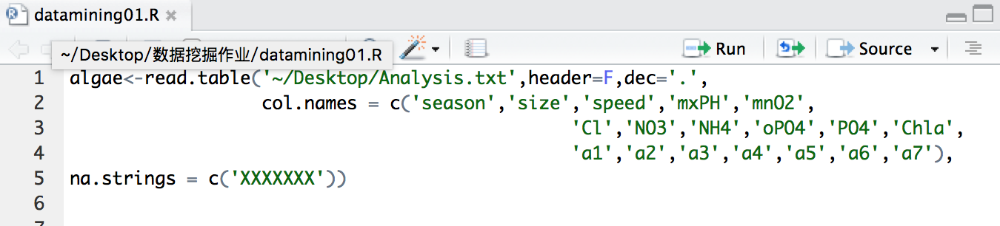 datamining01.R
~/Desktop/数据挖掘作业/datamining01.R
Run
Source
1 algae<-read.table('~/Desktop/Analysis.txt',header=F,dec='.',
2 col.names = c('season','size','speed','mxPH','mnO2',
3 'Cl','NO3','NH4','oPO4','PO4','Chla',
4 'a1','a2','a3','a4','a5','a6','a7'),
5 na.strings = c('XXXXXXX'))
6